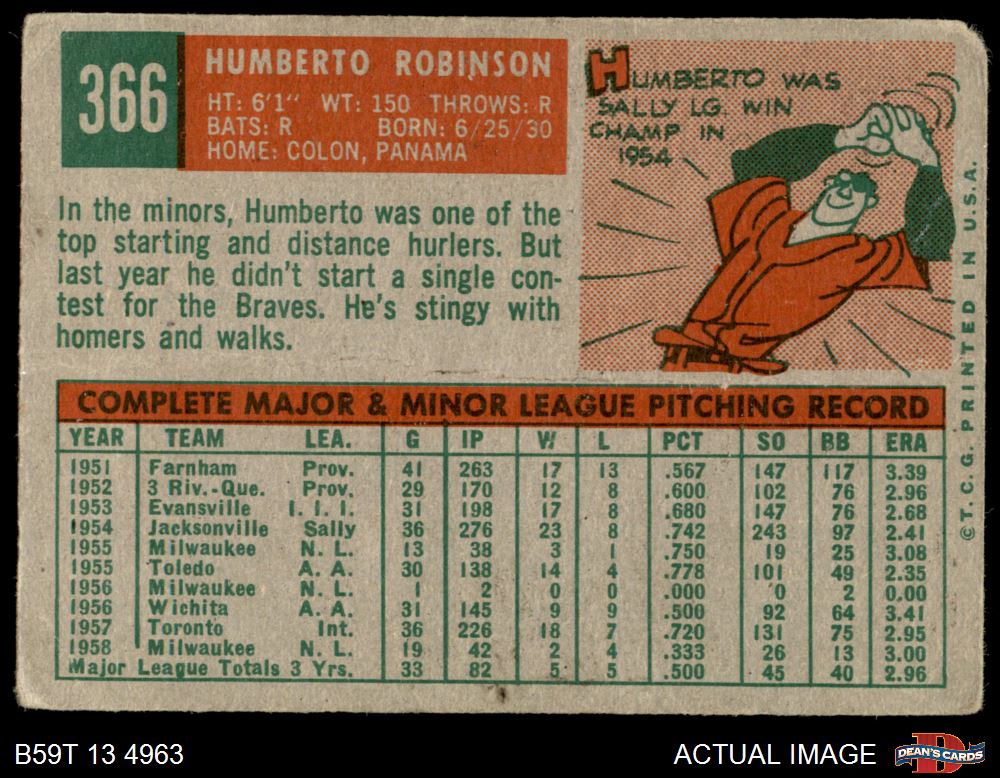 366
HUMBERTO ROBINSON
HT: 6'1" WT: 150 THROWS: R
BATS: R BORN: 6/25/30
HOME: COLON, PANAMA
HUMBERTO WAS
SALLY LG. WIN
CHAMP IN
1954
In the minors, Humberto was one of the
top starting and distance hurlers. But
last year he didn't start a single con-
test for the Braves. He's stingy with
homers and walks.
COMPLETE MAJOR & MINOR LEAGUE PITCHING RECORD
YEAR TEAM LEA. G IP W L PCT SO BB ERA
1951 Farnham Prov. 41 263 17 13 .567 147 117 3.39
1952 3 Riv.-Que. Prov. 29 170 12 8 .600 102 76 2.96
1953 Evansville I. I. I. 31 198 17 8 .680 147 76 2.68
1954 Jacksonville Sally 36 276 23 8 .742 243 97 2.41
1955 Milwaukee N. L. 13 38 3 1 .750 19 25 3.08
1955 Toledo A. A. 30 138 14 4 .778 101 49 2.35
1956 Milwaukee N. L. 1 2 0 0 .000 0 2 0.00
1956 Wichita A. A. 31 145 9 9 .500 92 64 3.41
1957 Toronto Int. 36 226 18 7 .720 131 75 2.95
1958 Milwaukee N. L. 19 42 2 4 .333 26 13 3.00
Major League Totals 3 Yrs. 33 82 5 5 .500 45 40 2.96
©T.C.G. PRINTED IN U.S.A.
B59T 13 4963
ACTUAL IMAGE
DEAN'S CARDS